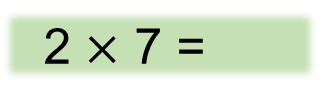 2 × 7 =